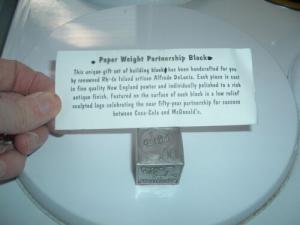 Paper Weight Partnership Block
This unique gift set of building blocks has been handcrafted for you
by renowned Rhode Island artisan Alfredo DeLucia. Each piece is cast
in fine quality New England pewter and individually polished to a rich
antique finish. Featured on the surface of each block is a low relief
sculpted logo celebrating the near fifty-year partnership for success
between Coca-Cola and McDonald's.